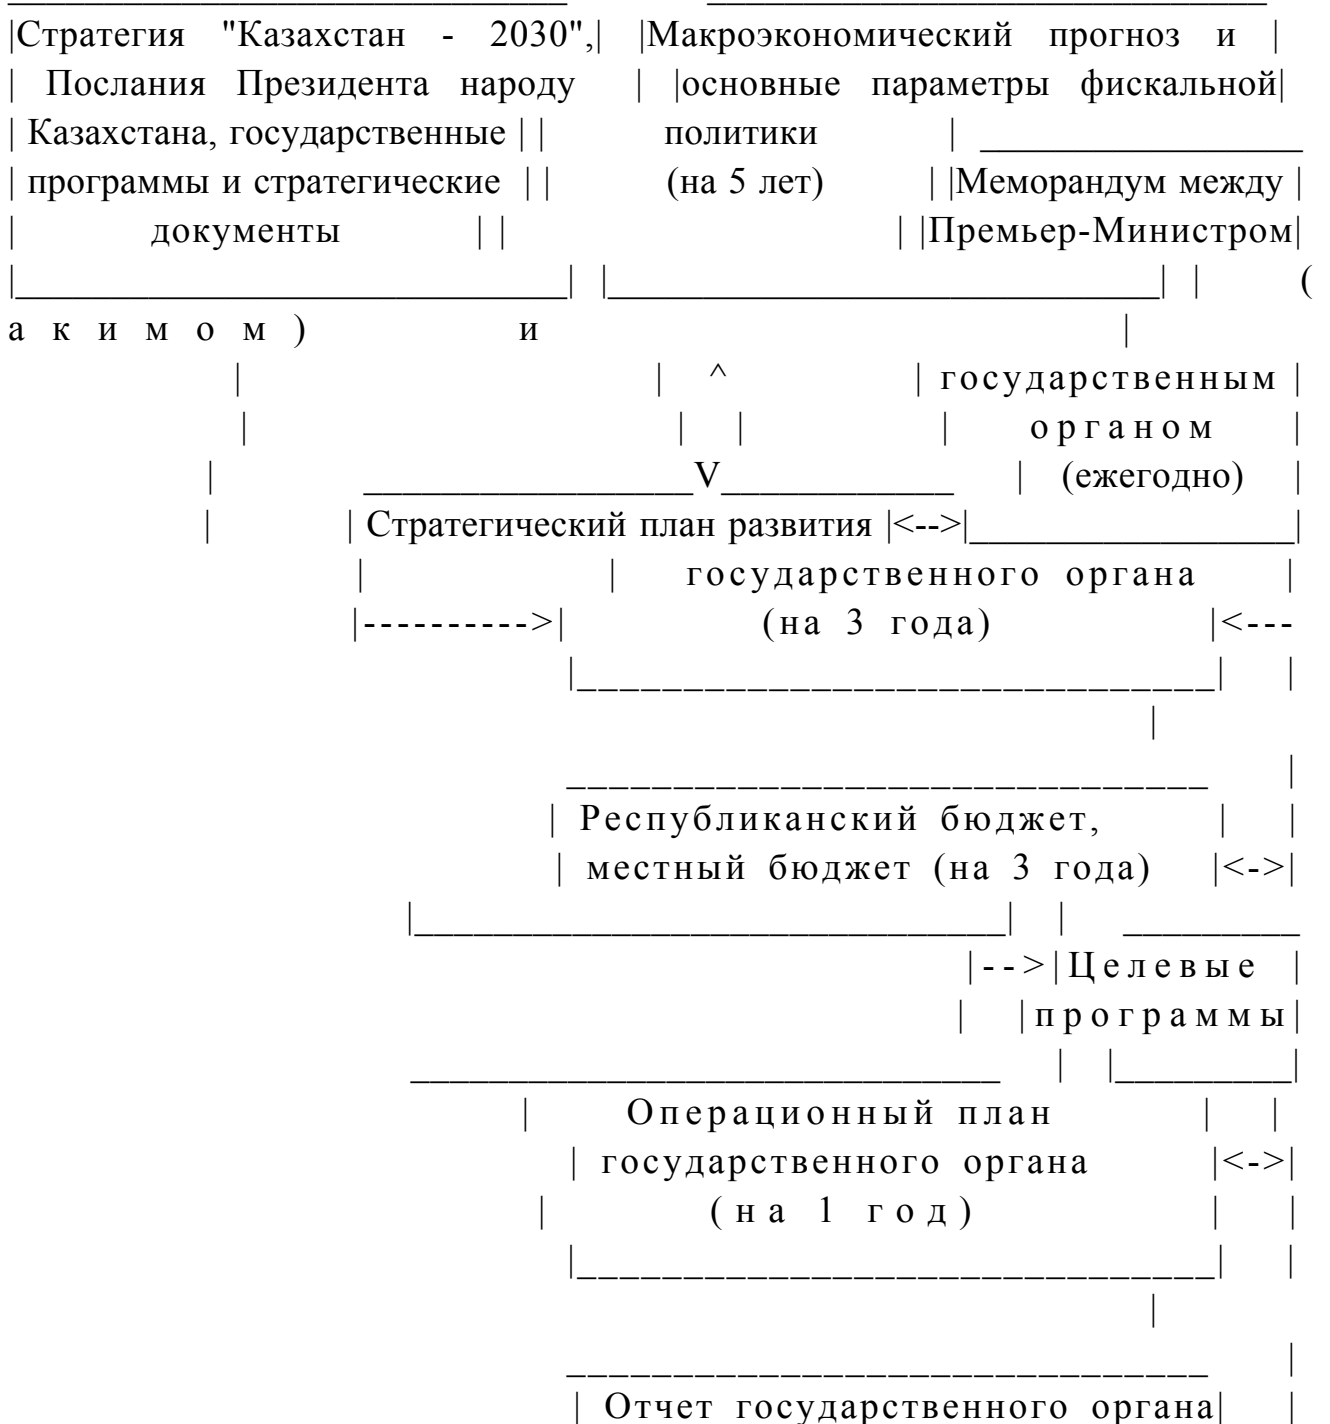 Стратегия "Казахстан - 2030", Макроэкономический прогноз и
Послания Президента народу основные параметры фискальной
Казахстана, государственные политики
программы и стратегические (на 5 лет) Меморандум между
документы Премьер-Министром
(
акимом) и
государственным
органом
(ежегодно)
Стратегический план развития
государственного органа
(на 3 года)
Республиканский бюджет,
местный бюджет (на 3 года)
Целевые
программы
Операционный план
государственного органа
(на 1 год)
Отчет государственного органа